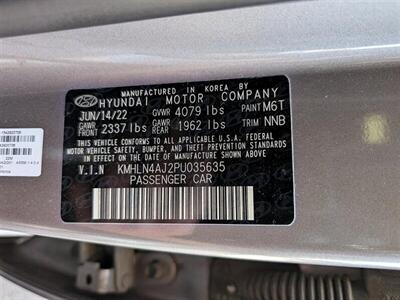 MANUFACTURED IN KOREA BY
HYUNDAI MOTOR COMPANY
JUN/14/22 GVWR 4079 lbs PAINT M6T
GAWR FRONT 2337 lbs GAWR REAR 1962 lbs TRIM NNB
THIS VEHICLE CONFORMS TO ALL APPLICABLE U.S.A FEDERAL
MOTOR VEHICLE SAFETY, BUMPER, AND THEFT PREVENTION
STANDARDS IN EFFECT ON THE DATE OF MANUFACTURE SHOWN ABOVE.
V.I.N KMHLN4AJ2PU035635
PASSENGER CAR